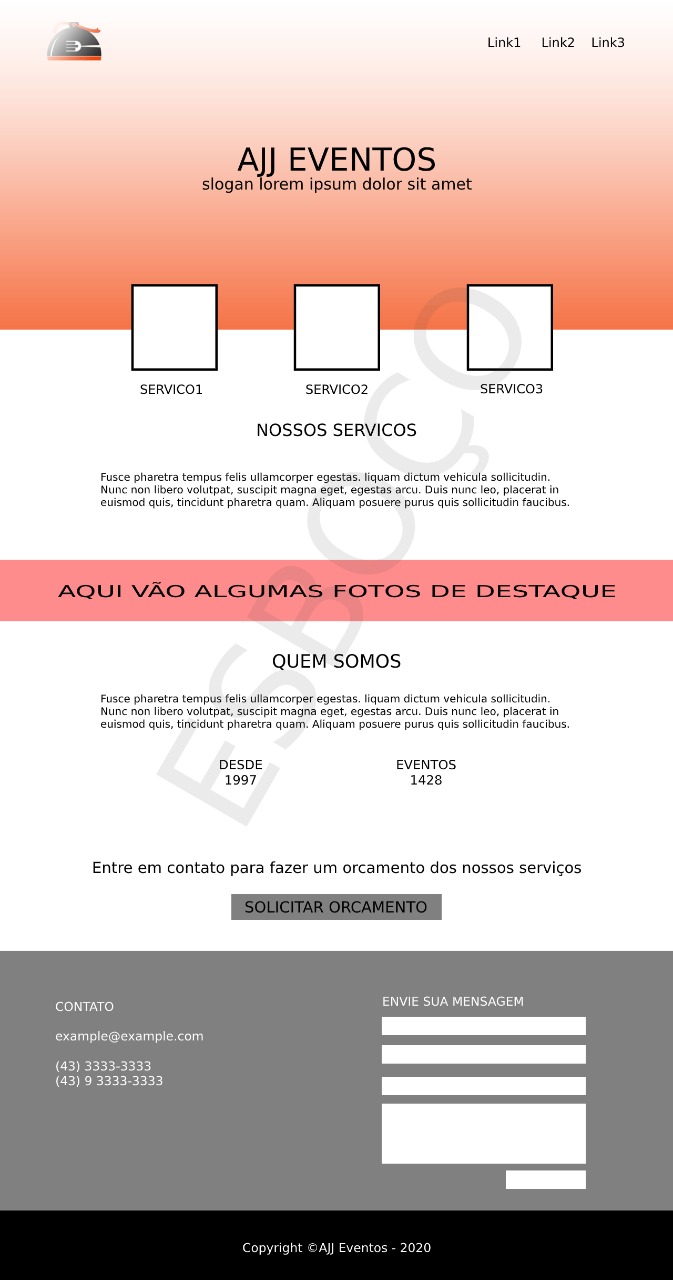 Link1 Link2 Link3
AJJ EVENTOS
slogan lorem ipsum dolor sit amet
SERVICO1 SERVICO2 SERVICO3
NOSSOS SERVICOS
Fusce pharetra tempus felis ullamcorper egestas. liquam dictum vehicula sollicitudin.
Nunc non libero volutpat, suscipit magna eget, egestas arcu. Duis nunc leo, placerat in
euismod quis, tincidunt pharetra quam. Aliquam posuere purus quis sollicitudin faucibus.
AQUI VÃO ALGUMAS FOTOS DE DESTAQUE
ESBOÇO
QUEM SOMOS
Fusce pharetra tempus felis ullamcorper egestas. liquam dictum vehicula sollicitudin.
Nunc non libero volutpat, suscipit magna eget, egestas arcu. Duis nunc leo, placerat in
euismod quis, tincidunt pharetra quam. Aliquam posuere purus quis sollicitudin faucibus.
DESDE EVENTOS
1997 1428
Entre em contato para fazer um orcamento dos nossos serviços
SOLICITAR ORCAMENTO
CONTATO
example@example.com
(43) 3333-3333
(43) 9 3333-3333
ENVIE SUA MENSAGEM
Copyright ©AJJ Eventos - 2020